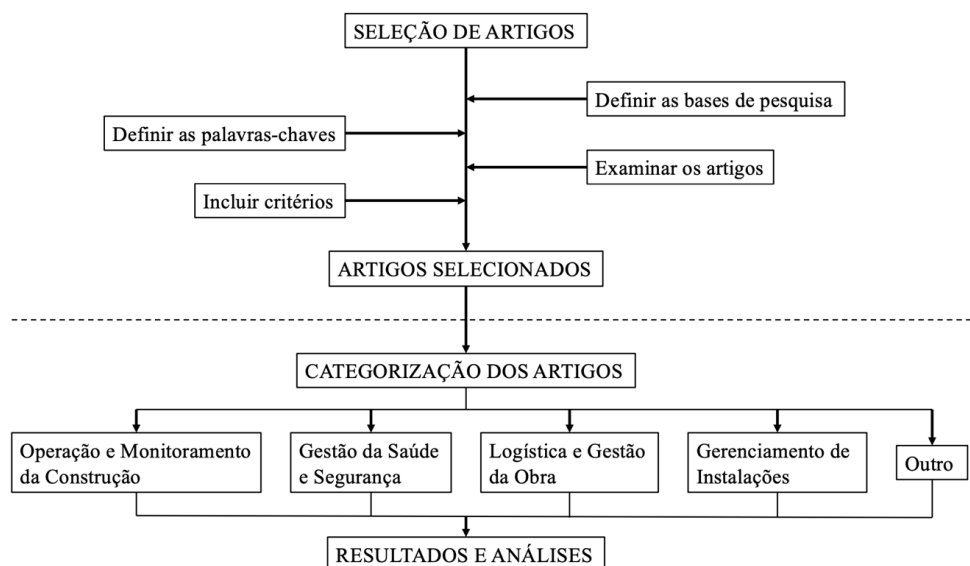 SELEÇÃO DE ARTIGOS
Definir as bases de pesquisa
Definir as palavras-chaves
Examinar os artigos
Incluir critérios
ARTIGOS SELECIONADOS
CATEGORIZAÇÃO DOS ARTIGOS
Operação e Monitoramento
da Construção
Gestão da Saúde
e Segurança
Logística e Gestão
da Obra
Gerenciamento de
Instalações
Outro
RESULTADOS E ANÁLISES